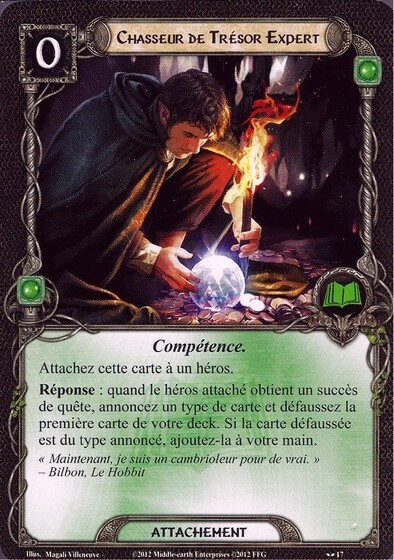 0
CHASSEUR DE TRÉSOR EXPERT
Compétence.
Attachez cette carte à un héros.
Réponse : quand le héros attaché obtient un succès
de quête, annoncez un type de carte et défaussez la
première carte de votre deck. Si la carte défaussée
est du type annoncé, ajoutez-la à votre main.
« Maintenant, je suis un cambrioleur pour de vrai. »
– Bilbon, Le Hobbit
ATTACHEMENT
Illus. Magali Villeneuve ©2012 Middle-earth Enterprises ©2012 FFG 17